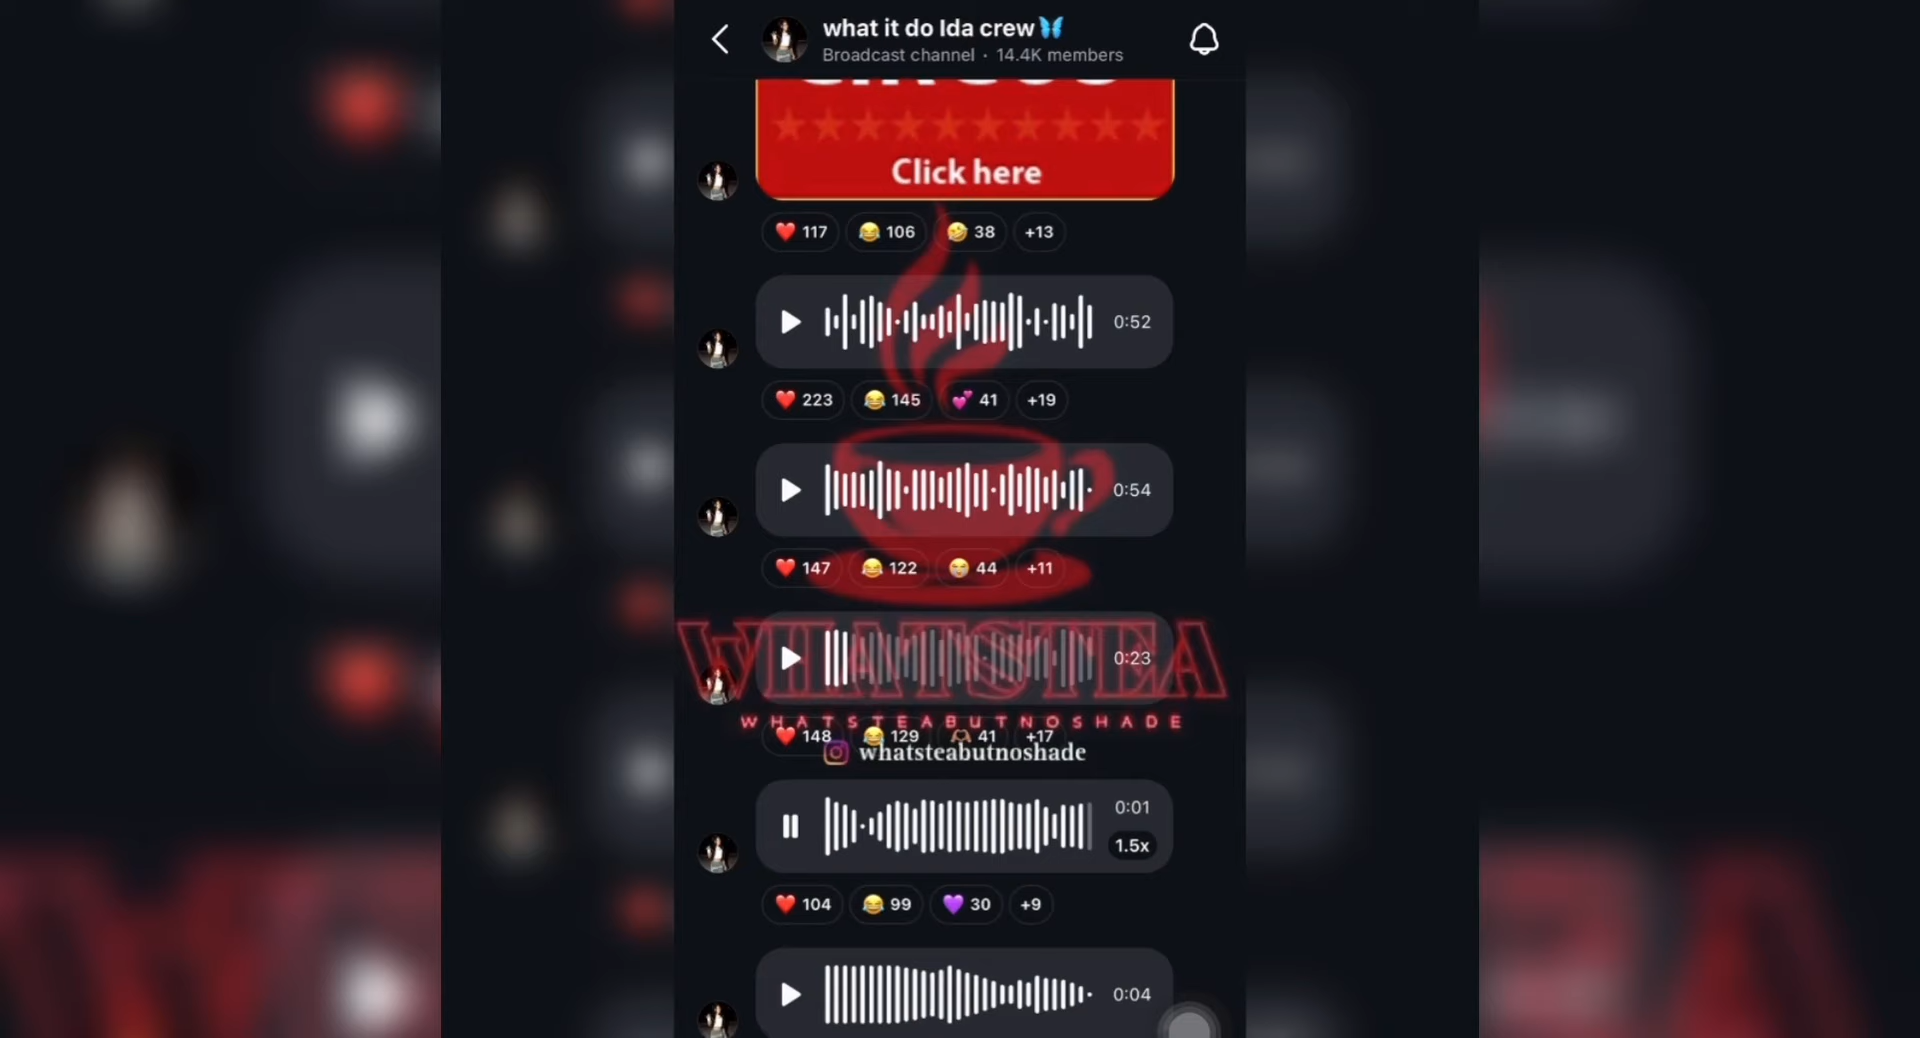 what it do Ida crew🦋
Broadcast channel · 14.4K members
Click here
❤️ 117 😂 106 🤣 38 +13
0:52
❤️ 223 😂 145 💕 41 +19
0:54
❤️ 147 😂 122 😁 44 +11
0:23
WHATSTEA
WHATSTEABUTNOSHADE
❤️ 148 😂 129 🫶🏽 41 +17
whatsteabutnoshade
0:01
1.5x
❤️ 104 😂 99 💜 30 +9
0:04